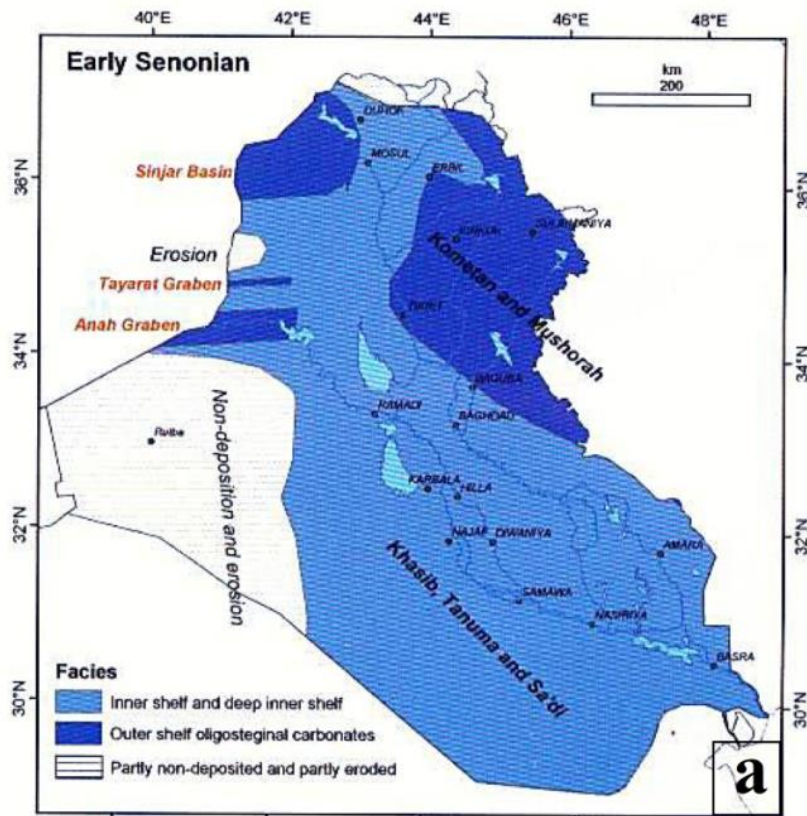 40°E 42°E 44°E 46°E 48°E
Early Senonian
km
200
DUHOK
MOSUL
ERBIL
36°N
36°N
Sinjar Basin
KIRKUK
SULAIMANIYA
Erosion
Kometan and Mushorah
Tayarat Graben
TIKRIT
Anah Graben
34°N
34°N
BAQUBA
RAMADI
BAGHDAD
Rutba
Non-deposition and erosion
KARBALA
HILLA
32°N
32°N
NAJAF
DIWANIYA
AMARA
Khasib, Tanuma and Sa'di
SAMAWA
NASIRIYA
BASRA
Facies
30°N
30°N
Inner shelf and deep inner shelf
Outer shelf oligosteginal carbonates
Partly non-deposited and partly eroded
a